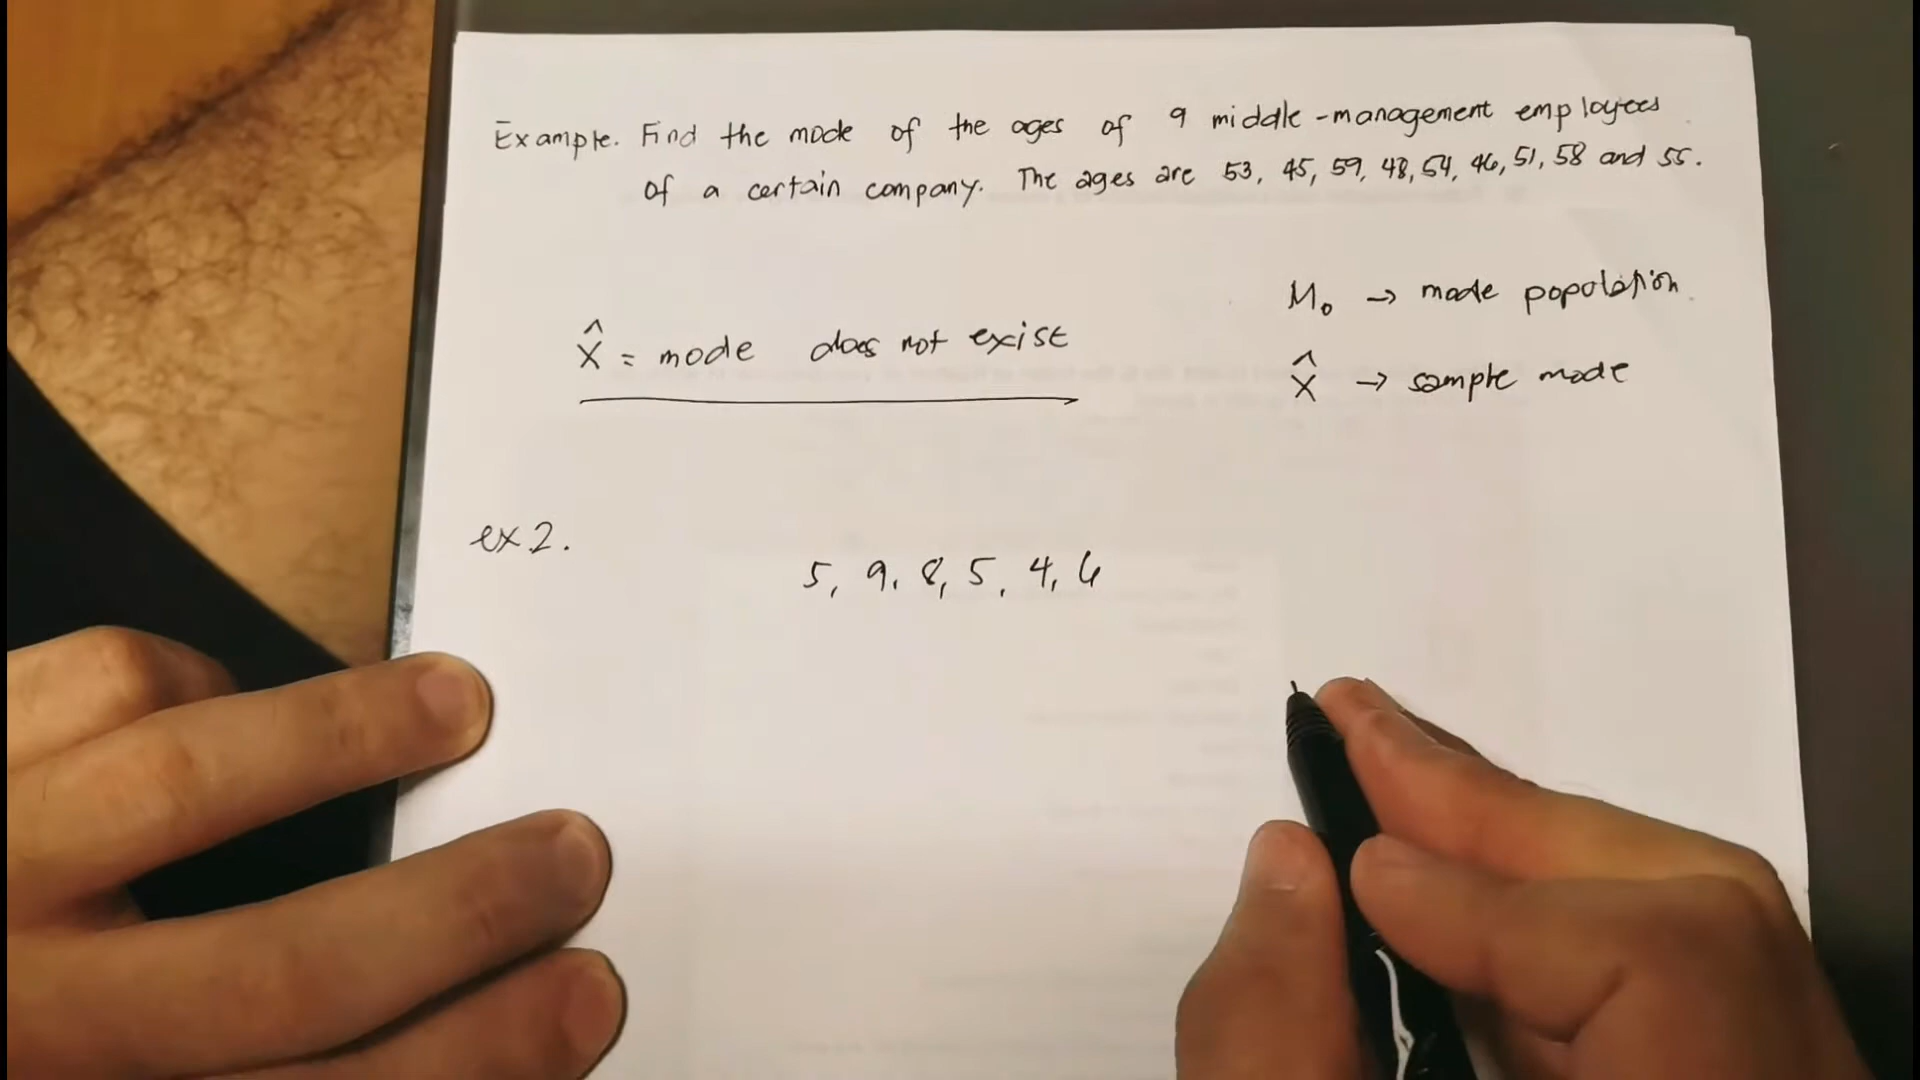 Example. Find the mode of the ages of 9 middle-management employees
of a certain company. The ages are 53, 45, 59, 48, 54, 46, 51, 58 and 55.
M₀ → mode population
X̂ = mode does not exist
X̂ → sample mode
ex 2.
5, 9, 8, 5, 4, 6